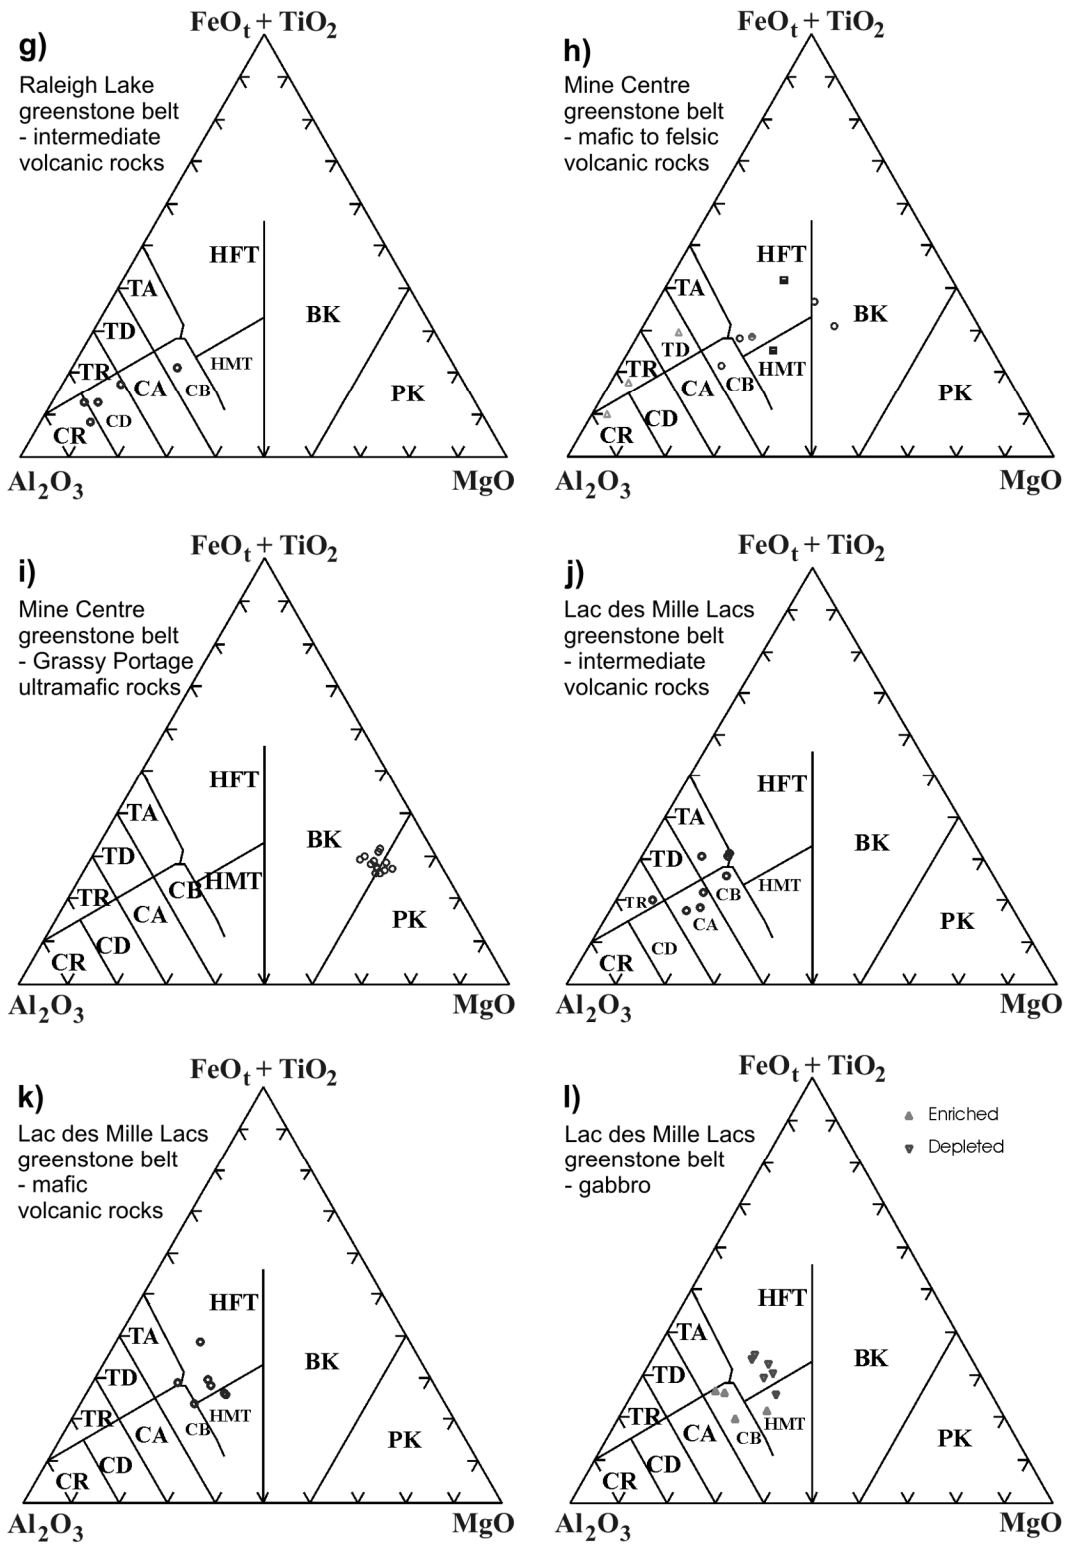 FeOt + TiO2
g)
Raleigh Lake
greenstone belt
- intermediate
volcanic rocks
HFT
TA
BK
TD
HMT
TR
CA
CB
PK
CD
CR
Al2O3
MgO
FeOt + TiO2
h)
Mine Centre
greenstone belt
- mafic to felsic
volcanic rocks
HFT
TA
BK
TD
TR
HMT
CA
CB
PK
CD
CR
Al2O3
MgO
FeOt + TiO2
i)
Mine Centre
greenstone belt
- Grassy Portage
ultramafic rocks
HFT
TA
BK
TD
HMT
CB
TR
CA
PK
CD
CR
Al2O3
MgO
FeOt + TiO2
j)
Lac des Mille Lacs
greenstone belt
- intermediate
volcanic rocks
HFT
TA
BK
TD
HMT
CB
TR
CA
PK
CD
CR
Al2O3
MgO
FeOt + TiO2
k)
Lac des Mille Lacs
greenstone belt
- mafic
volcanic rocks
HFT
TA
BK
TD
HMT
TR
CB
CA
PK
CD
CR
Al2O3
MgO
FeOt + TiO2
l)
Enriched
Depleted
Lac des Mille Lacs
greenstone belt
- gabbro
HFT
TA
BK
TD
TR
HMT
CA
CB
PK
CD
CR
Al2O3
MgO